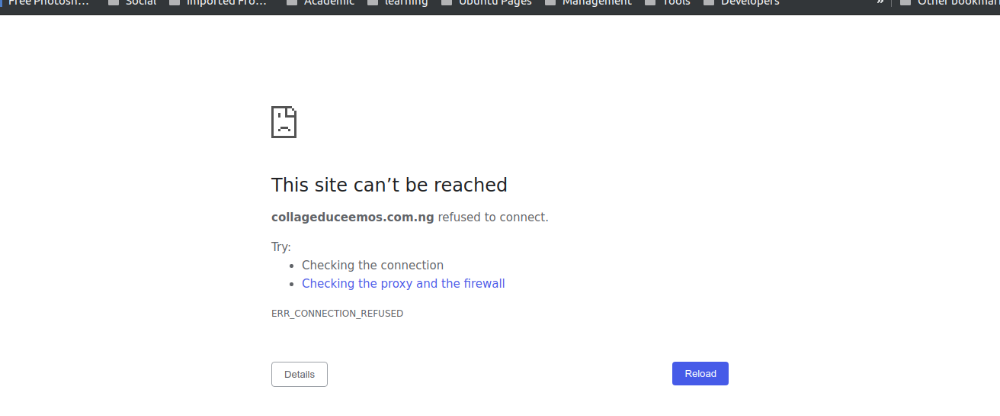 Free Photosh... Social Imported Fro... Academic learning Ubuntu Pages Management Tools Developers » Other bookmar
This site can’t be reached
collageduceemos.com.ng refused to connect.
Try:
• Checking the connection
• Checking the proxy and the firewall
ERR_CONNECTION_REFUSED
Details Reload